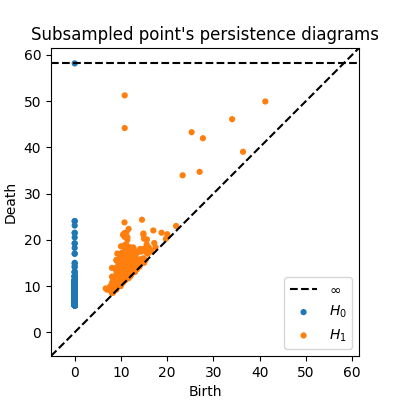 Subsampled point's persistence diagrams
60
50
40
30
20
10
0
Death
∞
H₀
H₁
0 10 20 30 40 50 60
Birth